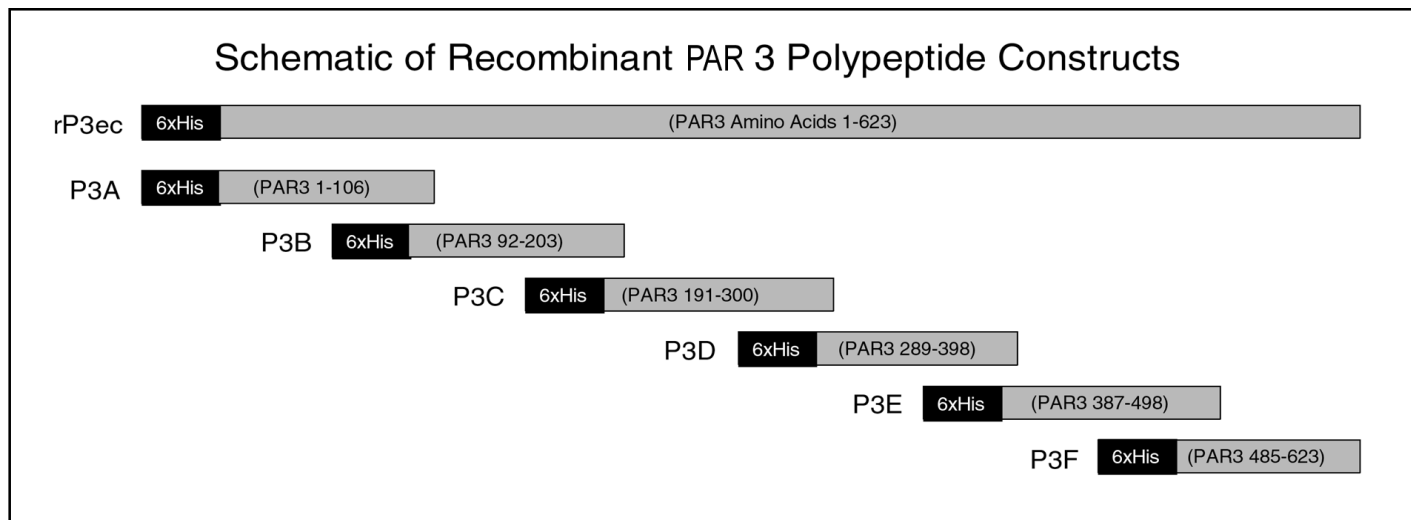 Schematic of Recombinant PAR 3 Polypeptide Constructs
rP3ec 6xHis (PAR3 Amino Acids 1-623)
P3A 6xHis (PAR3 1-106)
P3B 6xHis (PAR3 92-203)
P3C 6xHis (PAR3 191-300)
P3D 6xHis (PAR3 289-398)
P3E 6xHis (PAR3 387-498)
P3F 6xHis (PAR3 485-623)